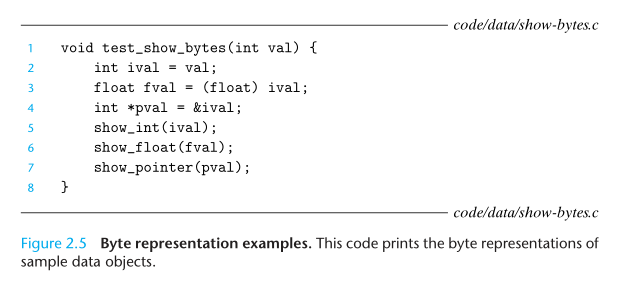 code/data/show-bytes.c
1 void test_show_bytes(int val) {
2     int ival = val;
3     float fval = (float) ival;
4     int *pval = &ival;
5     show_int(ival);
6     show_float(fval);
7     show_pointer(pval);
8 }
code/data/show-bytes.c
Figure 2.5 Byte representation examples. This code prints the byte representations of
sample data objects.